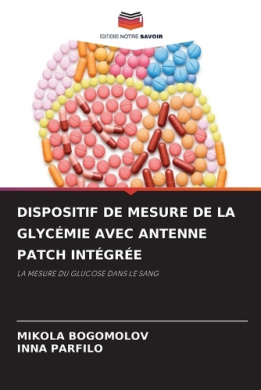 EDITIONS NOTRE SAVOIR
DISPOSITIF DE MESURE DE LA
GLYCÉMIE AVEC ANTENNE
PATCH INTÉGRÉE
LA MESURE DU GLUCOSE DANS LE SANG
MIKOLA BOGOMOLOV
INNA PARFILO